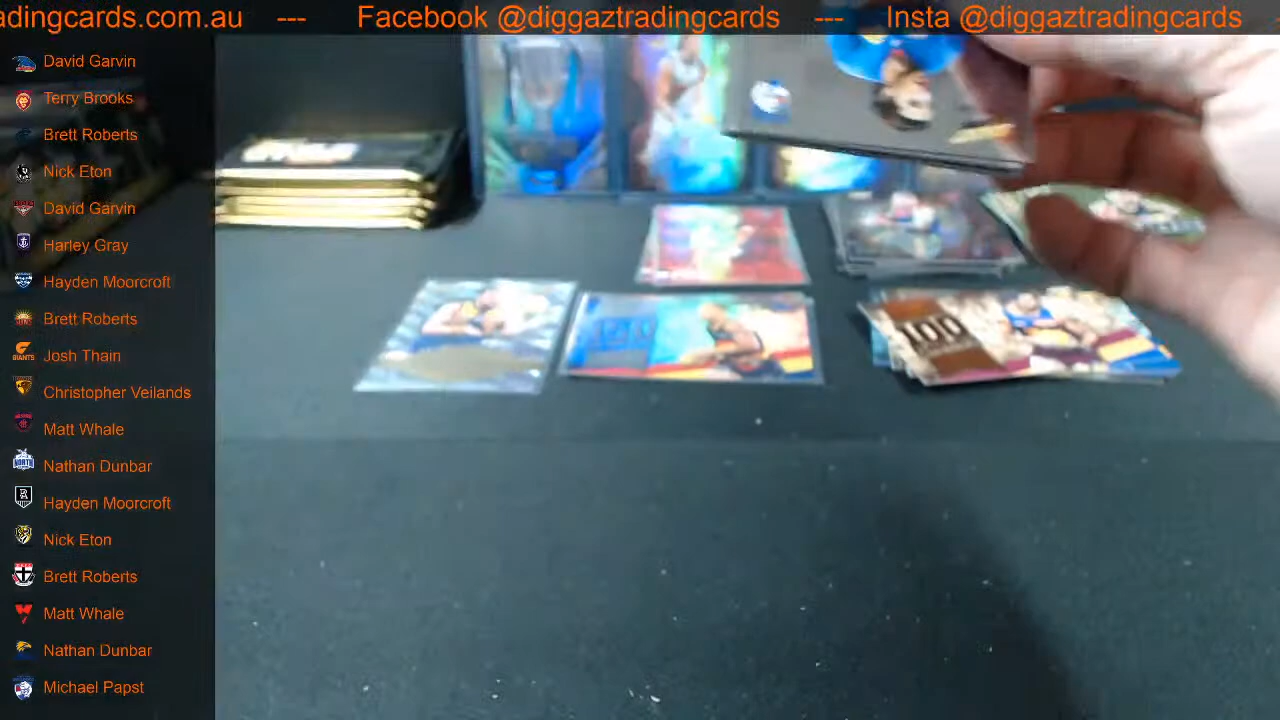 adingcards.com.au --- Facebook @diggaztradingcards --- Insta @diggaztradingcards
David Garvin
Terry Brooks
Brett Roberts
Nick Eton
David Garvin
Harley Gray
Hayden Moorcroft
Brett Roberts
Josh Thain
GIANTS
Christopher Veilands
Matt Whale
Nathan Dunbar
NORTH
Hayden Moorcroft
Nick Eton
Brett Roberts
Matt Whale
Nathan Dunbar
Michael Papst
100